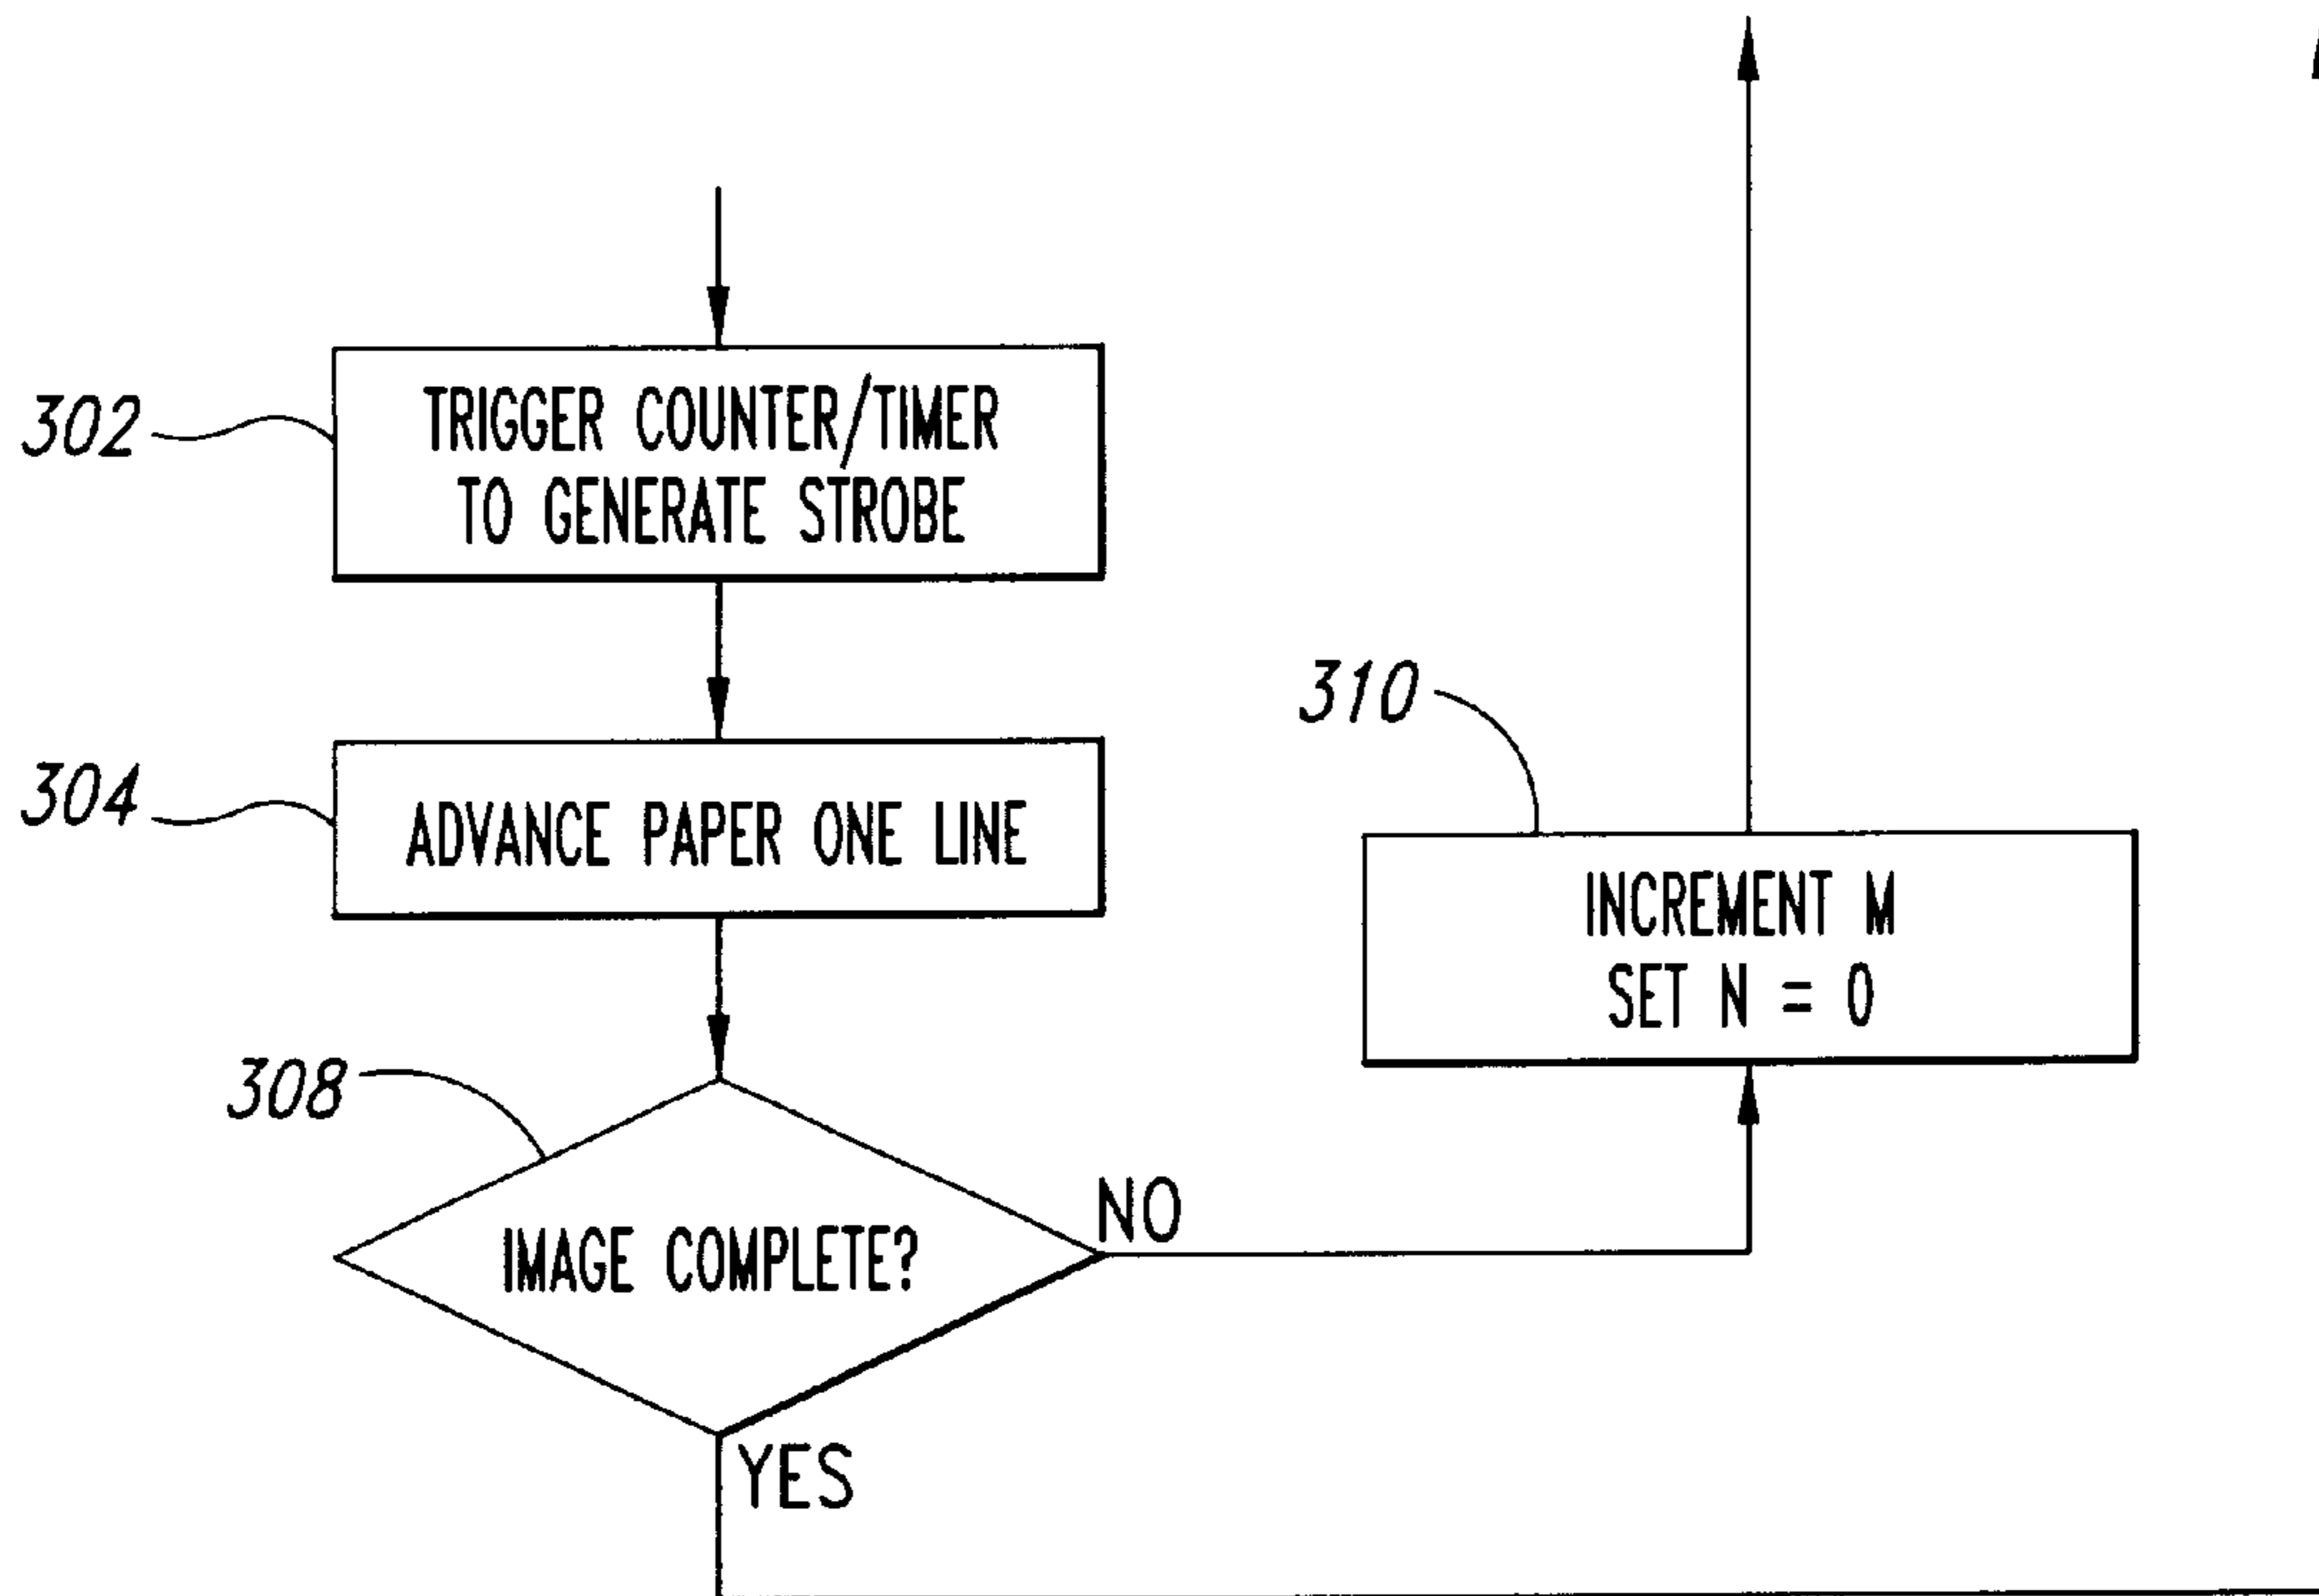 302
TRIGGER COUNTER/TIMER
TO GENERATE STROBE
304
ADVANCE PAPER ONE LINE
310
INCREMENT M
SET N = 0
308
IMAGE COMPLETE?
NO
YES